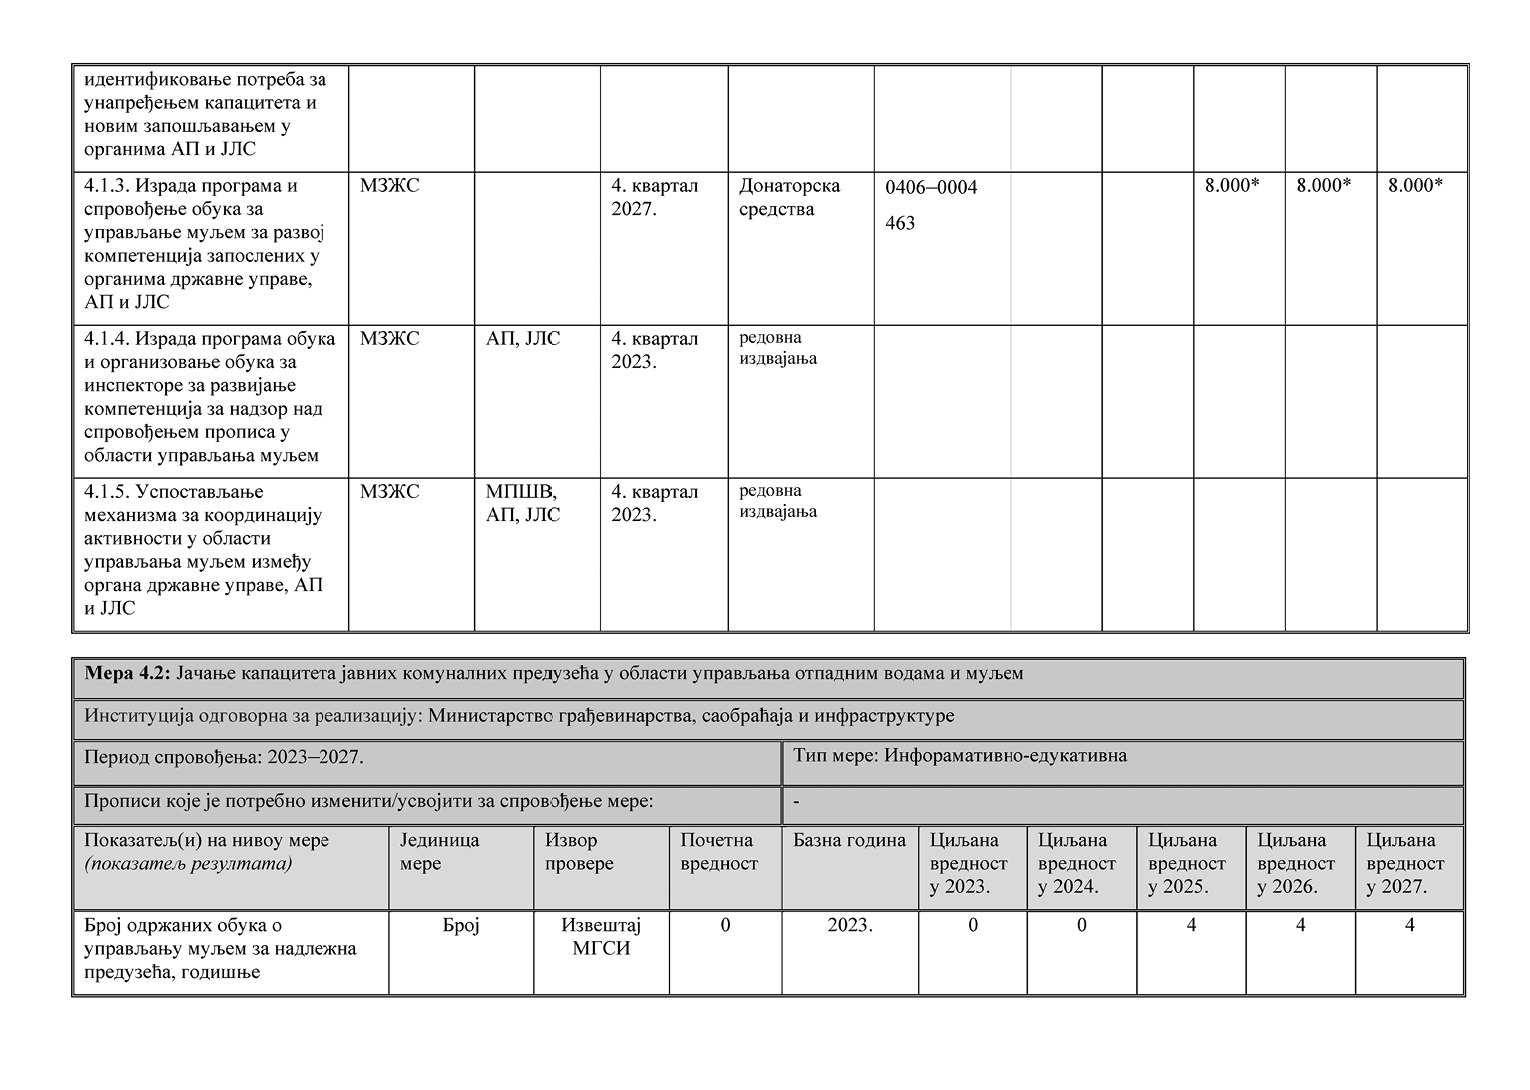 идентификовање потреба за
унапређењем капацитета и
новим запошљавањем у
органима АП и ЈЛС
4.1.3. Израда програма и
спровођење обука за
управљање муљем за развој
компетенција запослених у
органима државне управе,
АП и ЈЛС
МЗЖС
4. квартал
2027.
Донаторска
средства
0406–0004
463
8.000*
8.000*
8.000*
4.1.4. Израда програма обука
и организовање обука за
инспекторе за развијање
компетенција за надзор над
спровођењем прописа у
области управљања муљем
МЗЖС
АП, ЈЛС
4. квартал
2023.
редовна
издвајања
4.1.5. Успостављање
механизма за координацију
активности у области
управљања муљем између
органа државне управе, АП
и ЈЛС
МЗЖС
МПШВ,
АП, ЈЛС
4. квартал
2023.
редовна
издвајања
Мера 4.2: Јачање капацитета јавних комуналних предузећа у области управљања отпадним водама и муљем
Институција одговорна за реализацију: Министарство грађевинарства, саобраћаја и инфраструктуре
Период спровођења: 2023–2027.
Тип мере: Инфорамативно-едукативна
Прописи које је потребно изменити/усвојити за спровођење мере:
-
Показатељ(и) на нивоу мере
(показатељ резултата)
Јединица
мере
Извор
провере
Почетна
вредност
Базна година
Циљана
вредност
у 2023.
Циљана
вредност
у 2024.
Циљана
вредност
у 2025.
Циљана
вредност
у 2026.
Циљана
вредност
у 2027.
Број одржаних обука о
управљању муљем за надлежна
предузећа, годишње
Број
Извештај
МГСИ
0
2023.
0
0
4
4
4